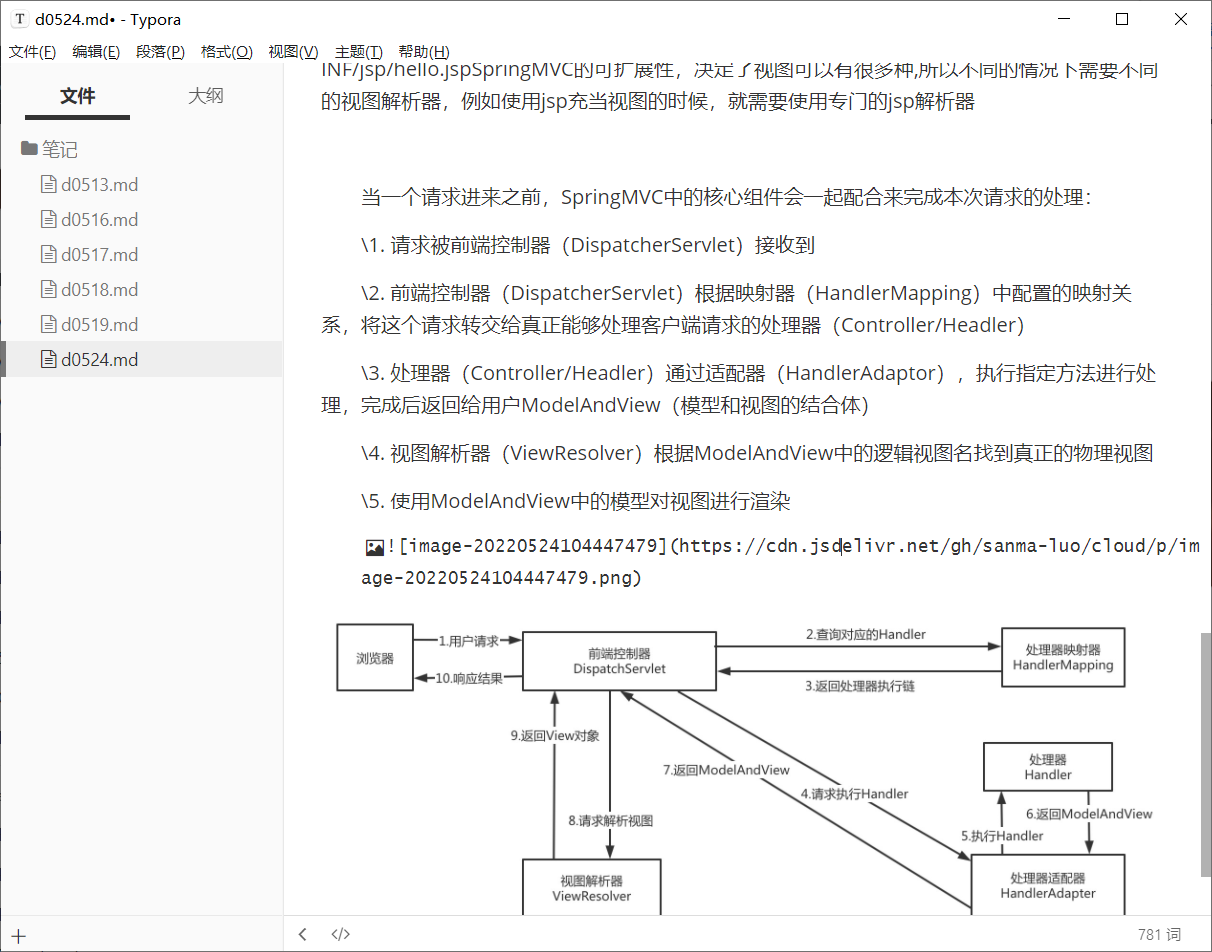 T d0524.md• - Typora
文件(F) 编辑(E) 段落(P) 格式(O) 视图(V) 主题(T) 帮助(H)
文件 大纲
笔记
d0513.md
d0516.md
d0517.md
d0518.md
d0519.md
d0524.md
INF/jsp/hello.jspSpringMVC的可扩展性，决定了视图可以有很多种,所以不同的情况下需要不同
的视图解析器，例如使用jsp充当视图的时候，就需要使用专门的jsp解析器
当一个请求进来之前，SpringMVC中的核心组件会一起配合来完成本次请求的处理：
\1. 请求被前端控制器（DispatcherServlet）接收到
\2. 前端控制器（DispatcherServlet）根据映射器（HandlerMapping）中配置的映射关
系，将这个请求转交给真正能够处理客户端请求的处理器（Controller/Headler）
\3. 处理器（Controller/Headler）通过适配器（HandlerAdaptor），执行指定方法进行处
理，完成后返回给用户ModelAndView（模型和视图的结合体）
\4. 视图解析器（ViewResolver）根据ModelAndView中的逻辑视图名找到真正的物理视图
\5. 使用ModelAndView中的模型对视图进行渲染
![image-20220524104447479](https://cdn.jsdelivr.net/gh/sanma-luo/cloud/p/im
age-20220524104447479.png)
浏览器
1.用户请求
10.响应结果
前端控制器
DispatchServlet
2.查询对应的Handler
3.返回处理器执行链
处理器映射器
HandlerMapping
9.返回View对象
7.返回ModelAndView
4.请求执行Handler
处理器
Handler
8.请求解析视图
6.返回ModelAndView
5.执行Handler
视图解析器
ViewResolver
处理器适配器
HandlerAdapter
+ < </> 781 词